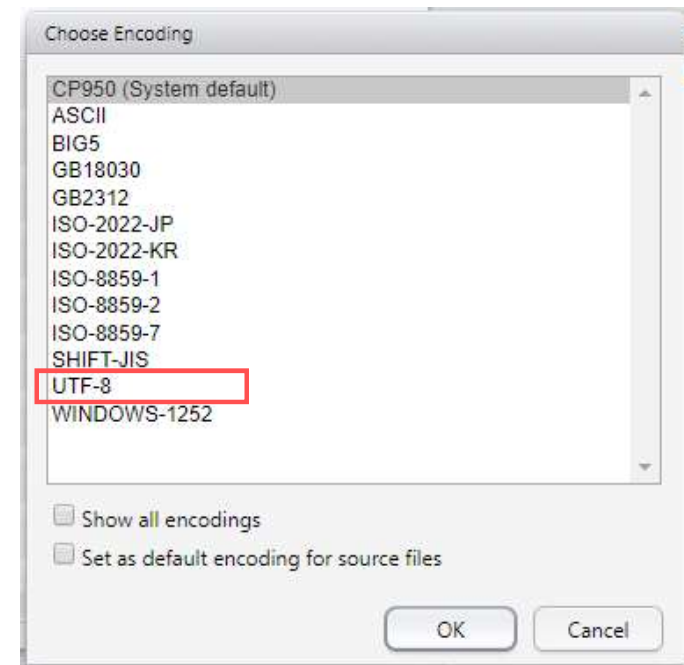 Choose Encoding
CP950 (System default)
ASCII
BIG5
GB18030
GB2312
ISO-2022-JP
ISO-2022-KR
ISO-8859-1
ISO-8859-2
ISO-8859-7
SHIFT-JIS
UTF-8
WINDOWS-1252
Show all encodings
Set as default encoding for source files
OK Cancel